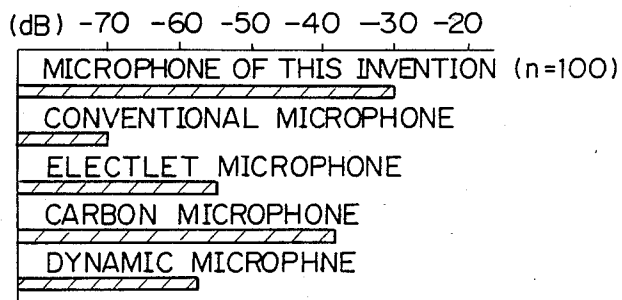 (dB) -70 -60 -50 -40 -30 -20
MICROPHONE OF THIS INVENTION (n=100)
CONVENTIONAL MICROPHONE
ELECTLET MICROPHONE
CARBON MICROPHONE
DYNAMIC MICROPHNE